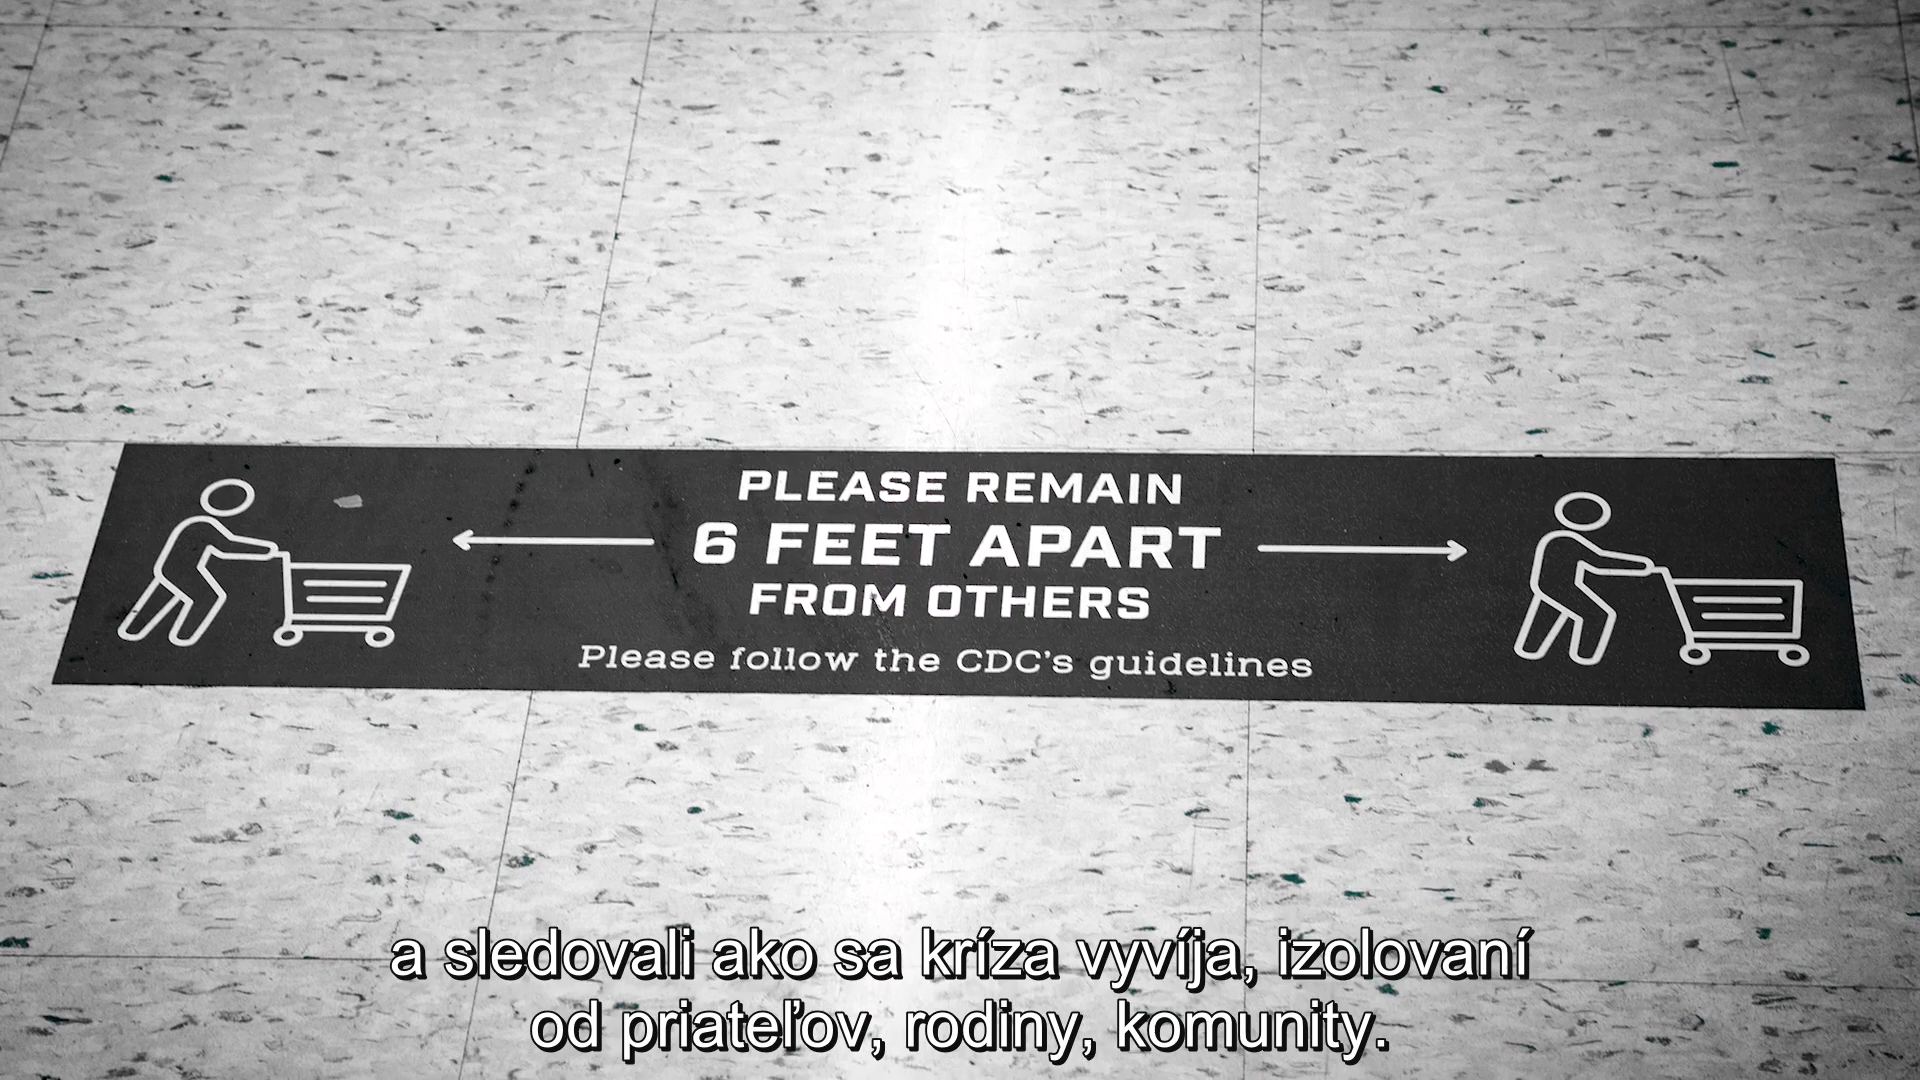 PLEASE REMAIN
6 FEET APART
FROM OTHERS
Please follow the CDC's guidelines
a sledovali ako sa kríza vyvíja, izolovaní
od priateľov, rodiny, komunity.